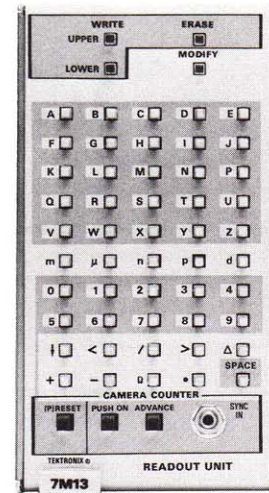 WRITE ERASE
UPPER
MODIFY
LOWER
A B C D E
F G H I J
K L M N P
Q R S T U
V W X Y Z
m µ n p d
0 1 2 3 4
5 6 7 8 9
< / > Δ
SPACE
+ − Ω •
CAMERA COUNTER
RESET PUSH ON ADVANCE SYNC
IN
TEKTRONIX ®
READOUT UNIT
7M13